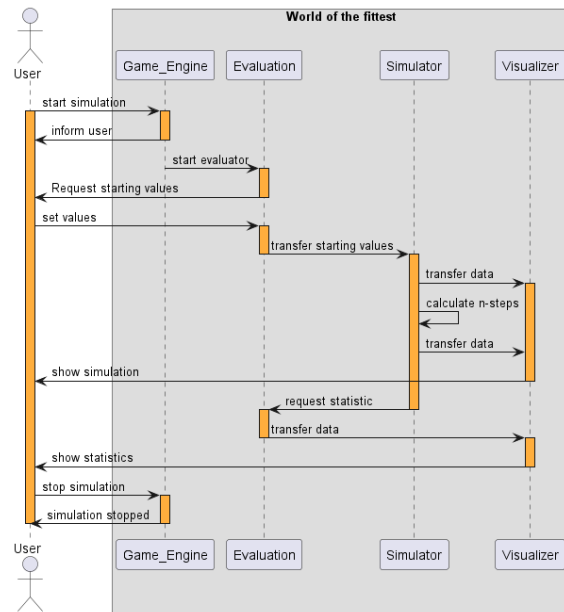 World of the fittest
User
Game_Engine
Evaluation
Simulator
Visualizer
start simulation
inform user
start evaluator
Request starting values
set values
transfer starting values
transfer data
calculate n-steps
transfer data
show simulation
request statistic
transfer data
show statistics
stop simulation
simulation stopped
User
Game_Engine
Evaluation
Simulator
Visualizer